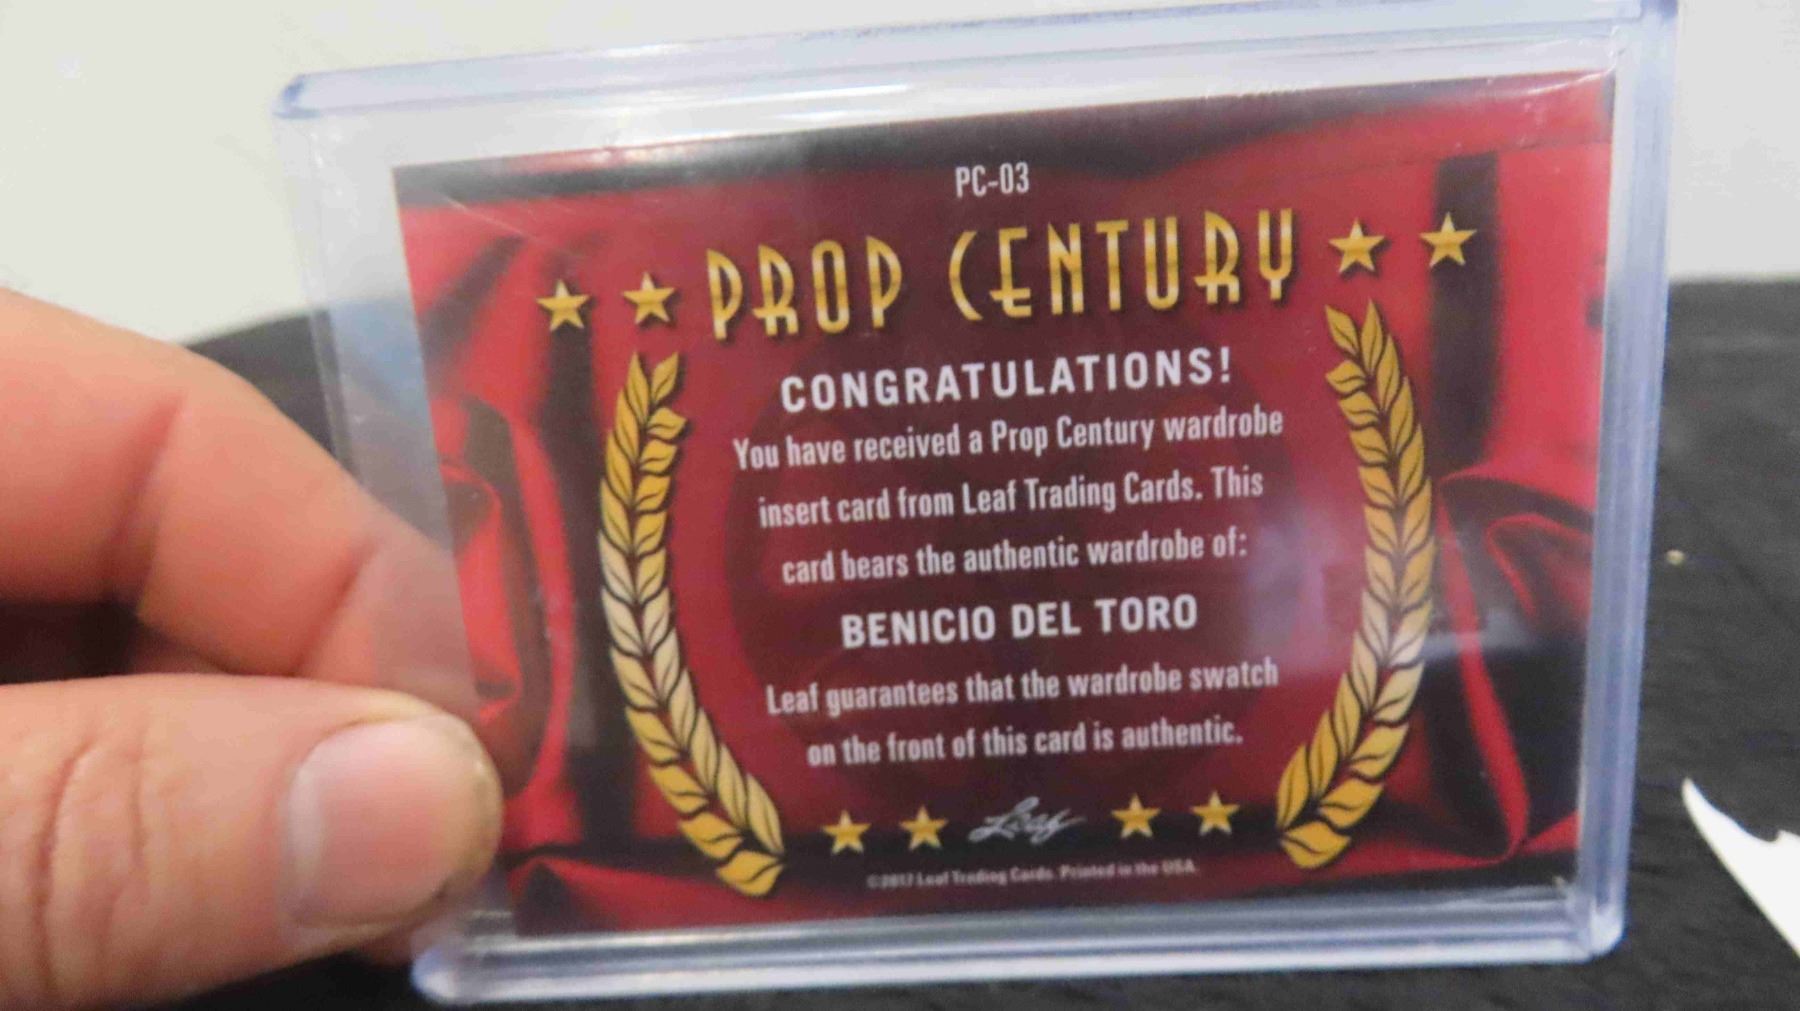 PC-03
PROP CENTURY
CONGRATULATIONS!
You have received a Prop Century wardrobe
insert card from Leaf Trading Cards. This
card bears the authentic wardrobe of:
BENICIO DEL TORO
Leaf guarantees that the wardrobe swatch
on the front of this card is authentic.
Leaf
©2017 Leaf Trading Cards. Printed in the USA.